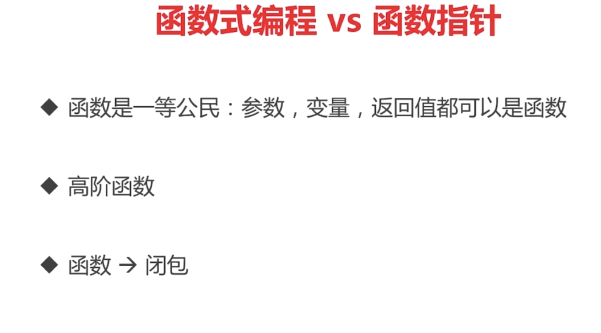 函数式编程 vs 函数指针
◆ 函数是一等公民：参数，变量，返回值都可以是函数
◆ 高阶函数
◆ 函数 → 闭包